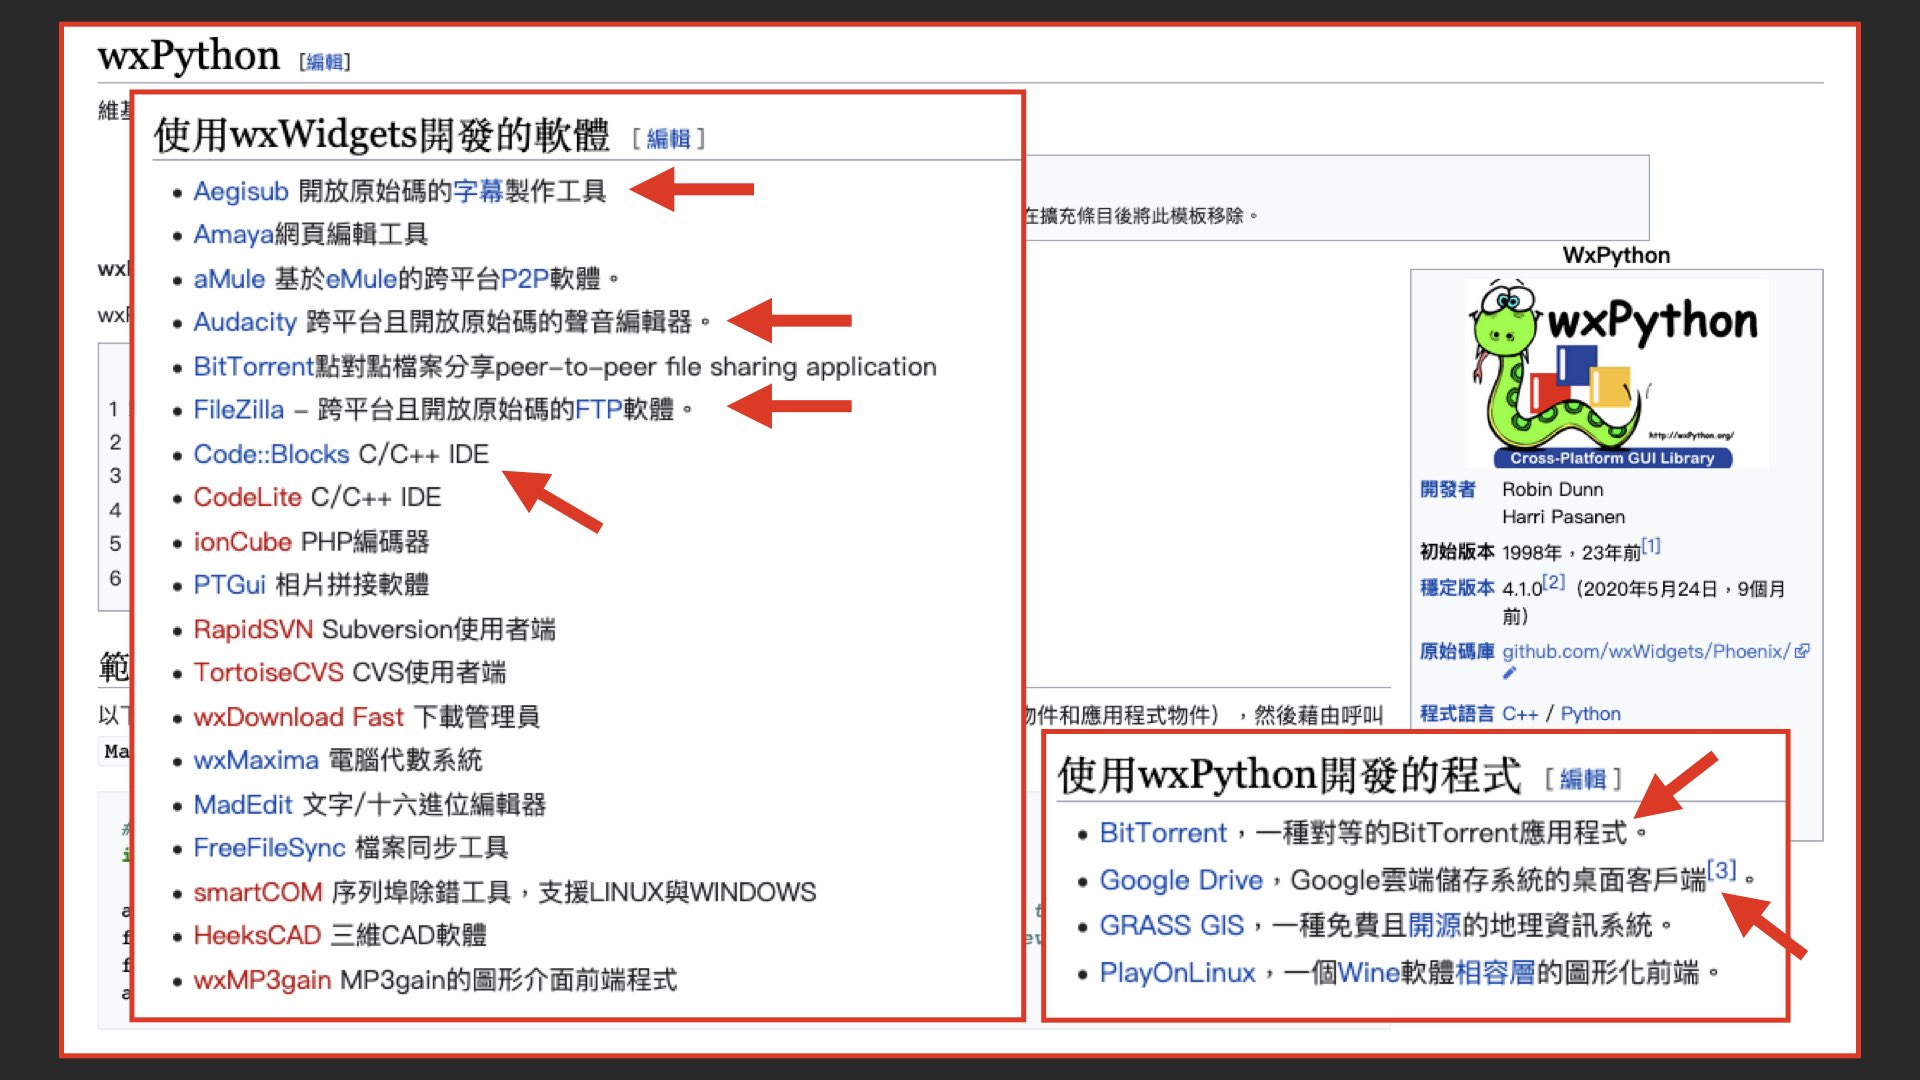 wxPython [編輯]
維基
使用wxWidgets開發的軟體 [ 編輯 ]
• Aegisub 開放原始碼的字幕製作工具
• Amaya網頁編輯工具
• aMule 基於eMule的跨平台P2P軟體。
• Audacity 跨平台且開放原始碼的聲音編輯器。
• BitTorrent點對點檔案分享peer-to-peer file sharing application
• FileZilla – 跨平台且開放原始碼的FTP軟體。
• Code::Blocks C/C++ IDE
• CodeLite C/C++ IDE
• ionCube PHP編碼器
• PTGui 相片拼接軟體
• RapidSVN Subversion使用者端
• TortoiseCVS CVS使用者端
• wxDownload Fast 下載管理員
• wxMaxima 電腦代數系統
• MadEdit 文字/十六進位編輯器
• FreeFileSync 檔案同步工具
• smartCOM 序列埠除錯工具，支援LINUX與WINDOWS
• HeeksCAD 三維CAD軟體
• wxMP3gain MP3gain的圖形介面前端程式
在擴充條目後將此模板移除。
wxP
wxP
1
2
3
4
5
6
範
以下
物件和應用程式物件），然後藉由呼叫
Ma
#
i
a
f
f
a
WxPython
wxPython
http://wxPython.org/
Cross-Platform GUI Library
開發者 Robin Dunn
Harri Pasanen
初始版本 1998年，23年前[1]
穩定版本 4.1.0[2]（2020年5月24日，9個月
前）
原始碼庫 github.com/wxWidgets/Phoenix/
程式語言 C++ / Python
使用wxPython開發的程式 [ 編輯 ]
• BitTorrent，一種對等的BitTorrent應用程式。
• Google Drive，Google雲端儲存系統的桌面客戶端[3]。
• GRASS GIS，一種免費且開源的地理資訊系統。
• PlayOnLinux，一個Wine軟體相容層的圖形化前端。